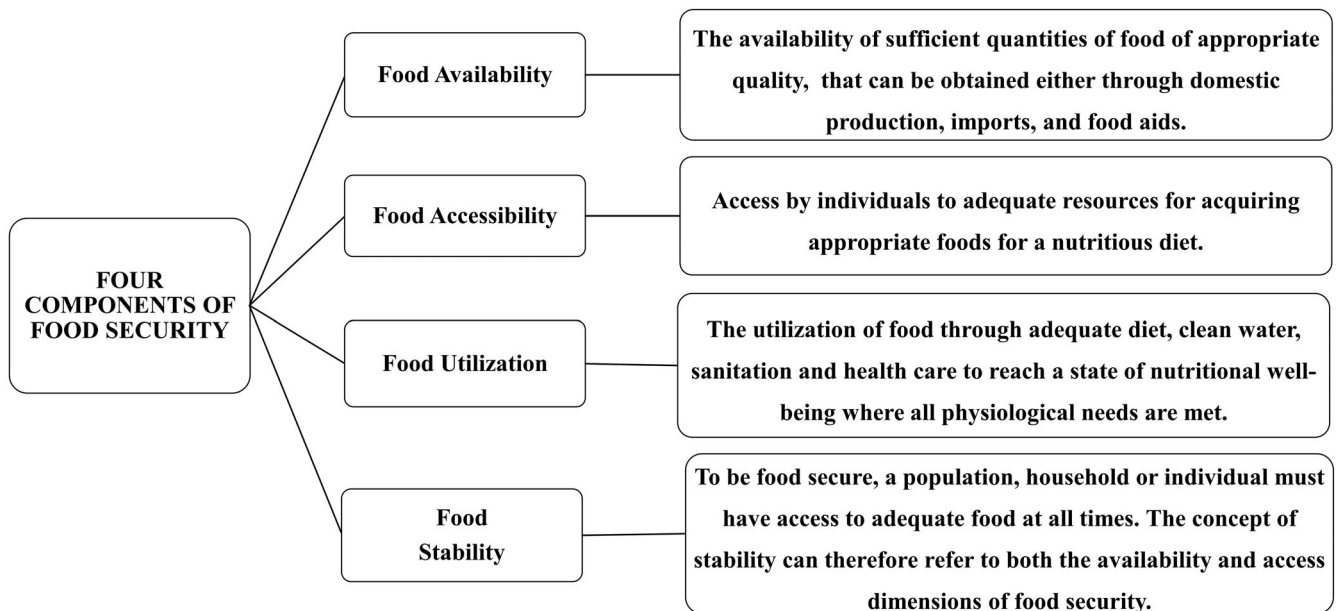 FOUR
COMPONENTS OF
FOOD SECURITY
Food Availability
The availability of sufficient quantities of food of appropriate
quality, that can be obtained either through domestic
production, imports, and food aids.
Food Accessibility
Access by individuals to adequate resources for acquiring
appropriate foods for a nutritious diet.
Food Utilization
The utilization of food through adequate diet, clean water,
sanitation and health care to reach a state of nutritional well-
being where all physiological needs are met.
Food
Stability
To be food secure, a population, household or individual must
have access to adequate food at all times. The concept of
stability can therefore refer to both the availability and access
dimensions of food security.